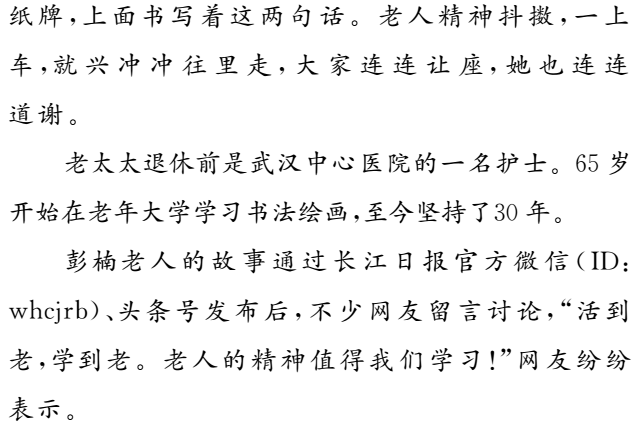 纸牌,上面书写着这两句话。老人精神抖擞,一上
车,就兴冲冲往里走,大家连连让座,她也连连
道谢。
老太太退休前是武汉中心医院的一名护士。65 岁
开始在老年大学学习书法绘画,至今坚持了30 年。
彭楠老人的故事通过长江日报官方微信(ID:
whcjrb)、头条号发布后,不少网友留言讨论,“活到
老,学到老。老人的精神值得我们学习!”网友纷纷
表示。